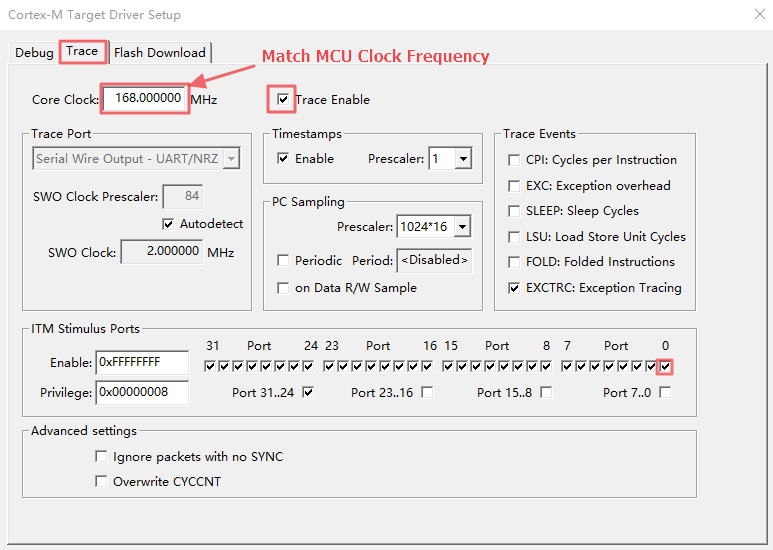 Cortex-M Target Driver Setup
Debug Trace Flash Download
Match MCU Clock Frequency
Core Clock: 168.000000 MHz Trace Enable
Trace Port
Serial Wire Output - UART/NRZ
SWO Clock Prescaler: 84
Autodetect
SWO Clock: 2.000000 MHz
Timestamps
Enable Prescaler: 1
PC Sampling
Prescaler: 1024*16
Periodic Period: <Disabled>
on Data R/W Sample
Trace Events
CPI: Cycles per Instruction
EXC: Exception overhead
SLEEP: Sleep Cycles
LSU: Load Store Unit Cycles
FOLD: Folded Instructions
EXCTRC: Exception Tracing
ITM Stimulus Ports
31 Port 24 23 Port 16 15 Port 8 7 Port 0
Enable: 0xFFFFFFFF
Privilege: 0x00000008 Port 31..24 Port 23..16 Port 15..8 Port 7..0
Advanced settings
Ignore packets with no SYNC
Overwrite CYCCNT